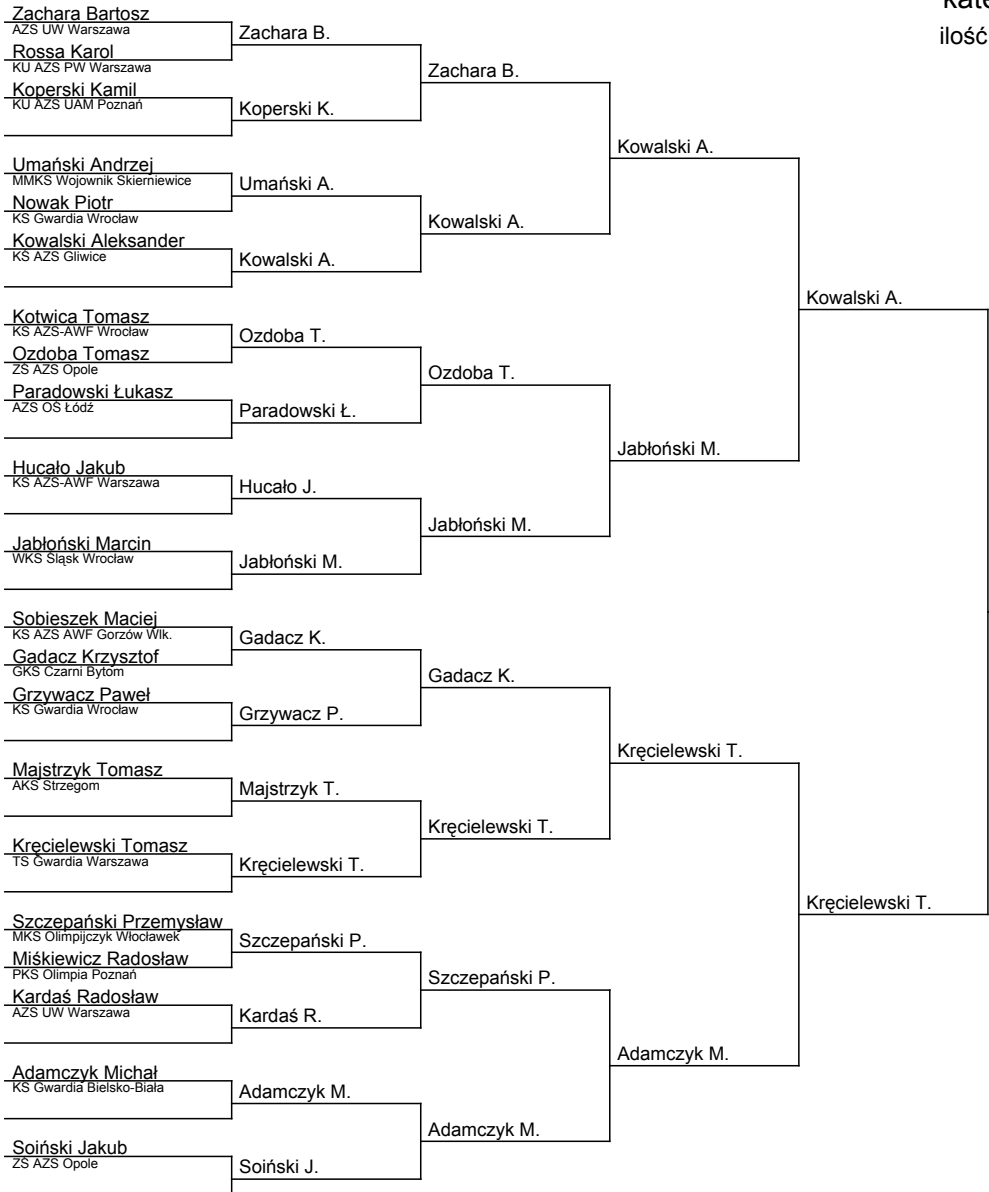 kate
ilość
Zachara Bartosz
AZS UW Warszawa
Rossa Karol
KU AZS PW Warszawa
Koperski Kamil
KU AZS UAM Poznań
Umański Andrzej
MMKS Wojownik Skierniewice
Nowak Piotr
KS Gwardia Wrocław
Kowalski Aleksander
KS AZS Gliwice
Kotwica Tomasz
KS AZS-AWF Wrocław
Ozdoba Tomasz
ZŚ AZS Opole
Paradowski Łukasz
AZS OŚ Łódź
Hucało Jakub
KS AZS-AWF Warszawa
Jabłoński Marcin
WKS Śląsk Wrocław
Sobieszek Maciej
KS AZS AWF Gorzów Wlk.
Gadacz Krzysztof
GKS Czarni Bytom
Grzywacz Paweł
KS Gwardia Wrocław
Majstrzyk Tomasz
AKS Strzegom
Kręcielewski Tomasz
TS Gwardia Warszawa
Szczepański Przemysław
MKS Olimpijczyk Włocławek
Miśkiewicz Radosław
PKS Olimpia Poznań
Kardaś Radosław
AZS UW Warszawa
Adamczyk Michał
KS Gwardia Bielsko-Biała
Soiński Jakub
ZŚ AZS Opole
Zachara B.
Koperski K.
Umański A.
Kowalski A.
Ozdoba T.
Paradowski Ł.
Hucało J.
Jabłoński M.
Gadacz K.
Grzywacz P.
Majstrzyk T.
Kręcielewski T.
Szczepański P.
Kardaś R.
Adamczyk M.
Soiński J.
Zachara B.
Kowalski A.
Ozdoba T.
Jabłoński M.
Gadacz K.
Kręcielewski T.
Szczepański P.
Adamczyk M.
Kowalski A.
Jabłoński M.
Kręcielewski T.
Adamczyk M.
Kowalski A.
Kręcielewski T.